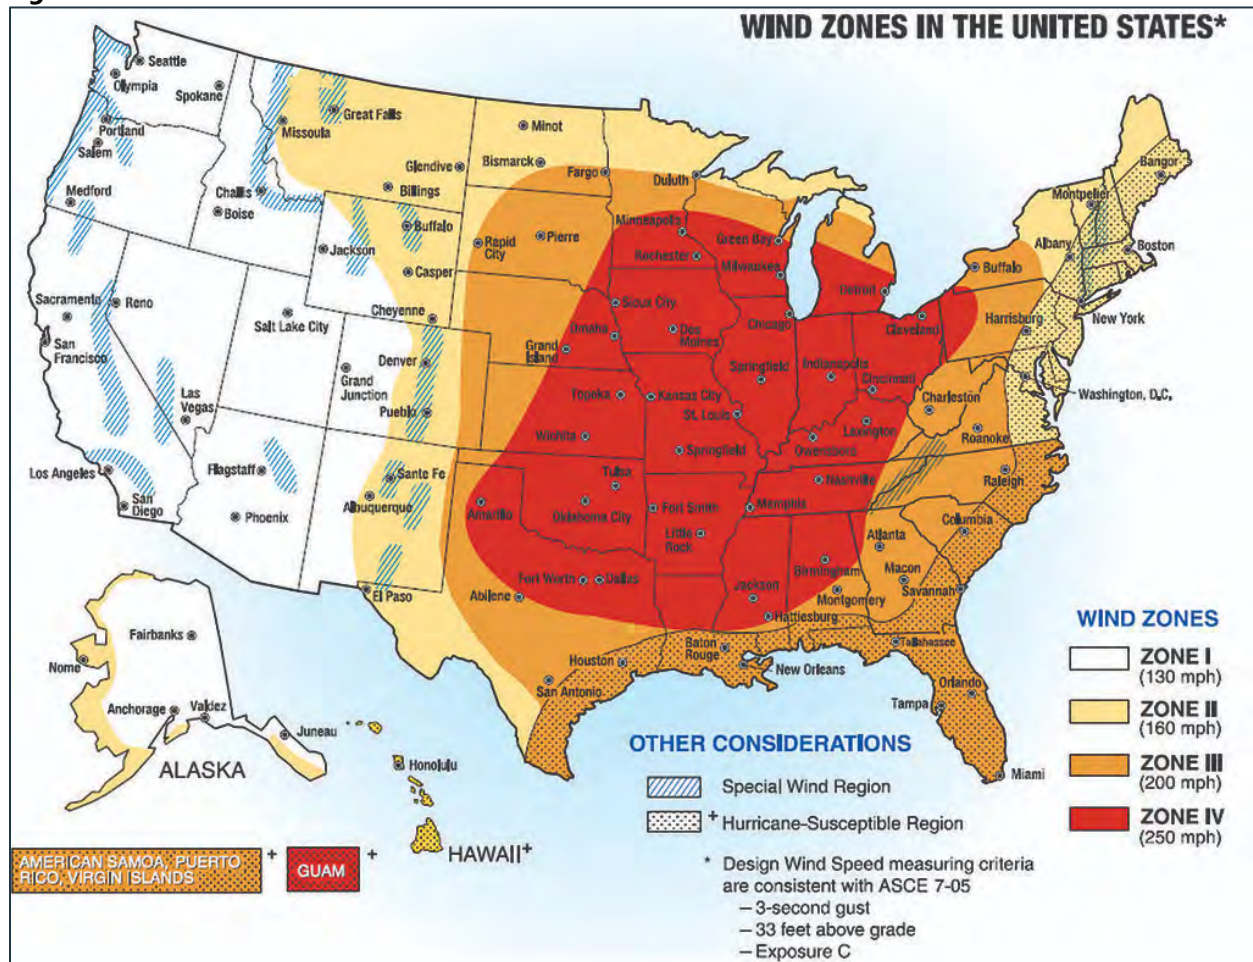 WIND ZONES IN THE UNITED STATES*
Seattle
Olympia
Spokane
Portland
Salem
Medford
Missoula
Great Falls
Glendive
Billings
Challis
Boise
Minot
Bismarck
Fargo
Duluth
Bangor
Montpelier
Jackson
Buffalo
Casper
Cheyenne
Rapid
City
Pierre
Minneapolis
Rochester
Green Bay
Milwaukee
Albany
Boston
Buffalo
Detroit
Sacramento
Reno
San
Francisco
Salt Lake City
Sioux City
Omaha
Des
Moines
Chicago
Cleveland
Harrisburg
New York
Denver
Grand
Junction
Pueblo
Grand
Island
Springfield
Indianapolis
Cincinnati
Washington, D.C.
Las
Vegas
Topeka
Kansas City
St. Louis
Charleston
Lexington
Roanoke
Wichita
Springfield
Owensboro
Los Angeles
Flagstaff
Sante Fe
Tulsa
Nashville
Raleigh
San
Diego
Phoenix
Albuquerque
Amarillo
Oklahoma City
Fort Smith
Memphis
Little
Rock
Columbia
Atlanta
Birmingham
Macon
El Paso
Fort Worth
Dallas
Abilene
Jackson
Montgomery
Savannah
Hattiesburg
Baton
Rouge
Tallahassee
Houston
New Orleans
San Antonio
Orlando
Tampa
Miami
Fairbanks
Nome
Anchorage
Valdez
Juneau
ALASKA
Honolulu
HAWAII+
AMERICAN SAMOA, PUERTO
RICO, VIRGIN ISLANDS
+
GUAM
+
OTHER CONSIDERATIONS
Special Wind Region
+ Hurricane-Susceptible Region
* Design Wind Speed measuring criteria
are consistent with ASCE 7-05
– 3-second gust
– 33 feet above grade
– Exposure C
WIND ZONES
ZONE I
(130 mph)
ZONE II
(160 mph)
ZONE III
(200 mph)
ZONE IV
(250 mph)